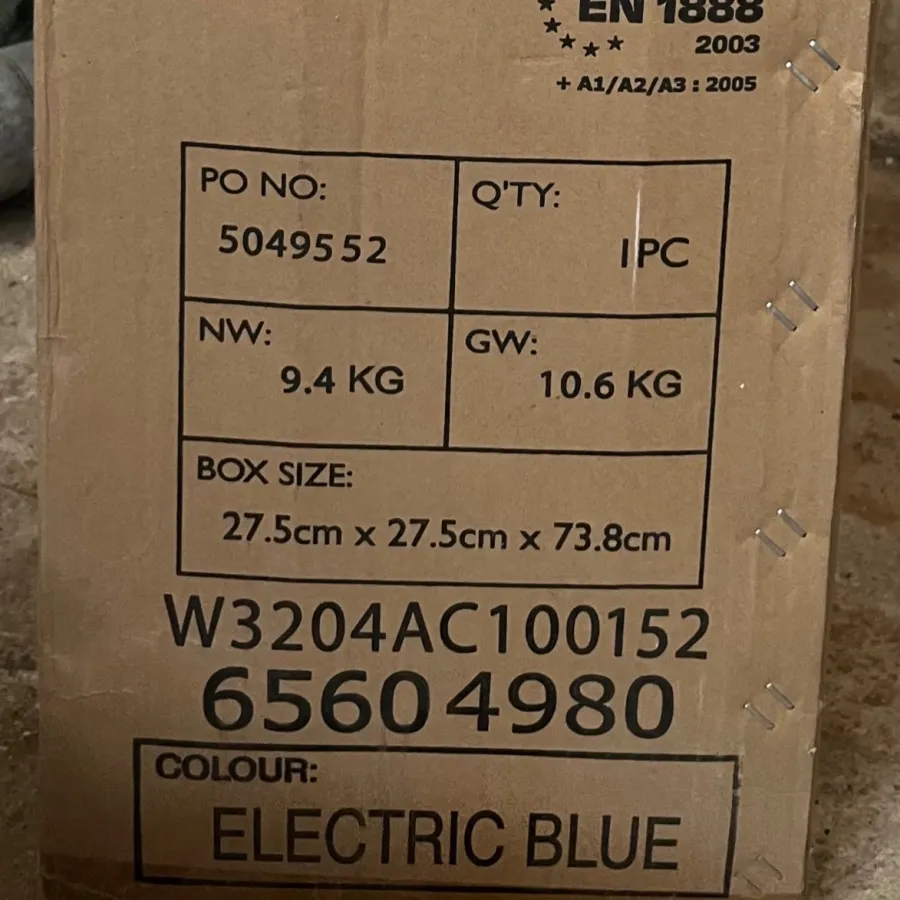 EN 1888
2003
+ A1/A2/A3 : 2005
PO NO:
5049552
Q'TY:
1PC
NW:
9.4 KG
GW:
10.6 KG
BOX SIZE:
27.5cm x 27.5cm x 73.8cm
W3204AC100152
65604980
COLOUR:
ELECTRIC BLUE